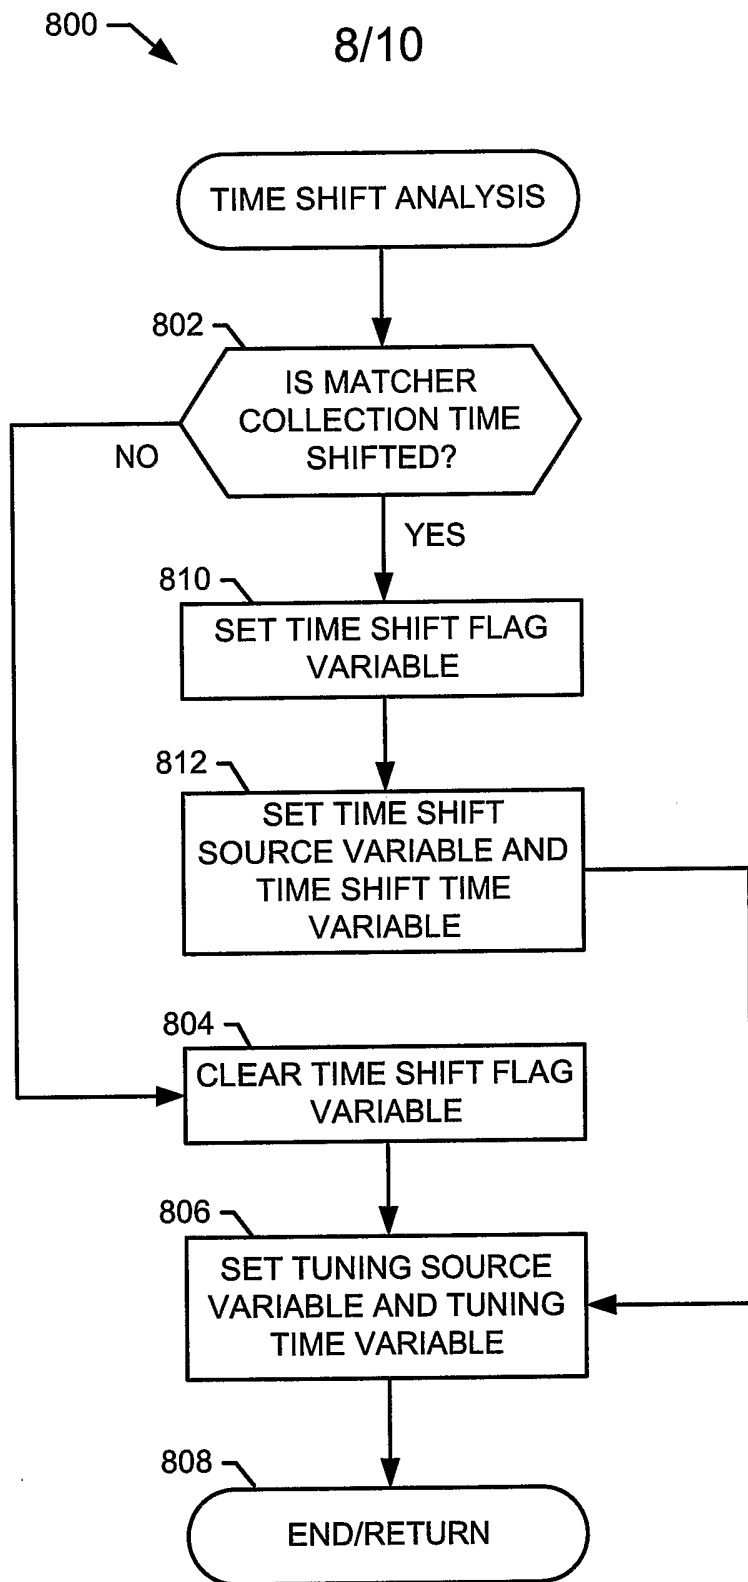 800
8/10
TIME SHIFT ANALYSIS
802
IS MATCHER
COLLECTION TIME
SHIFTED?
NO
YES
810
SET TIME SHIFT FLAG
VARIABLE
812
SET TIME SHIFT
SOURCE VARIABLE AND
TIME SHIFT TIME
VARIABLE
804
CLEAR TIME SHIFT FLAG
VARIABLE
806
SET TUNING SOURCE
VARIABLE AND TUNING
TIME VARIABLE
808
END/RETURN